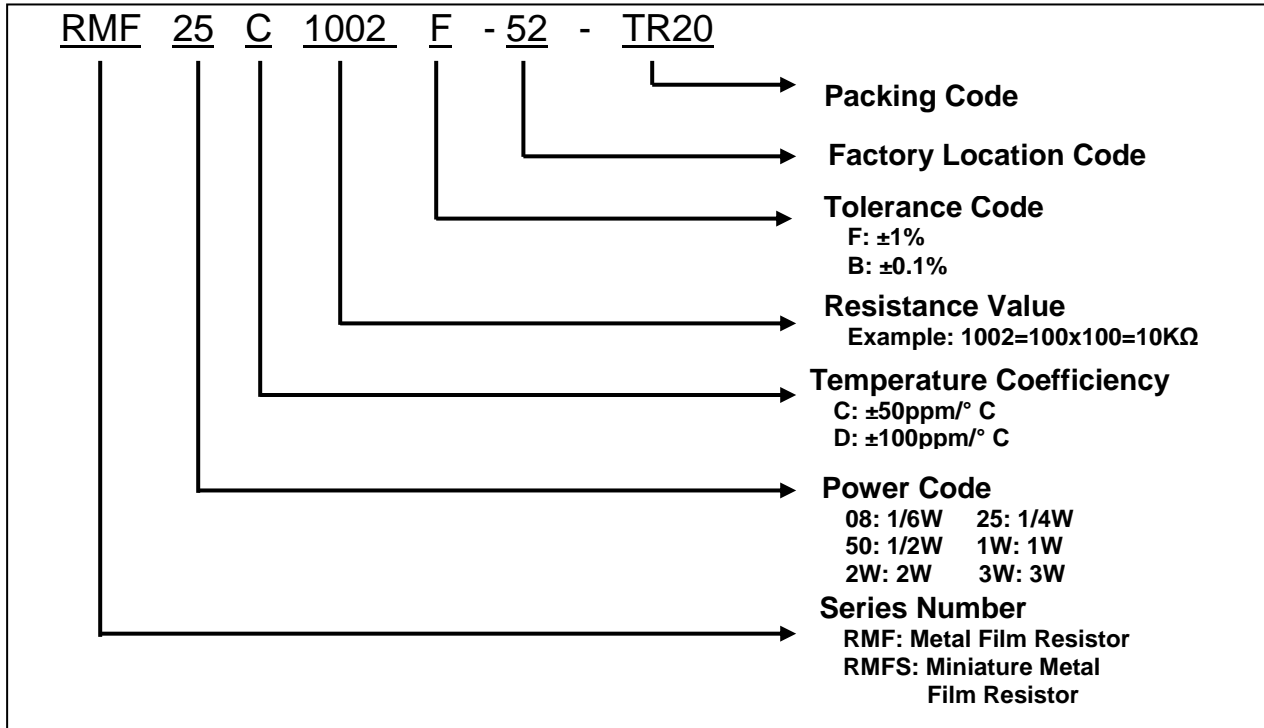 RMF 25 C 1002 F - 52 - TR20
Packing Code
Factory Location Code
Tolerance Code
F: ±1%
B: ±0.1%
Resistance Value
Example: 1002=100x100=10KΩ
Temperature Coefficiency
C: ±50ppm/° C
D: ±100ppm/° C
Power Code
08: 1/6W 25: 1/4W
50: 1/2W 1W: 1W
2W: 2W 3W: 3W
Series Number
RMF: Metal Film Resistor
RMFS: Miniature Metal
Film Resistor